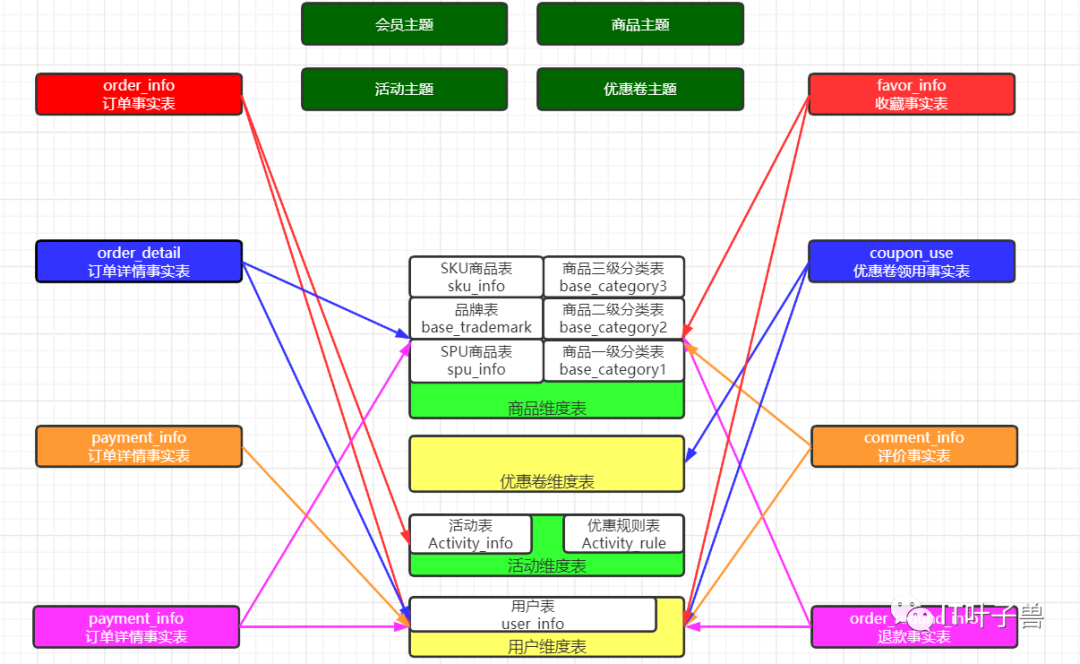 会员主题
商品主题
活动主题
优惠卷主题
order_info
订单事实表
favor_info
收藏事实表
order_detail
订单详情事实表
coupon_use
优惠卷领用事实表
SKU商品表
sku_info
商品三级分类表
base_category3
品牌表
base_trademark
商品二级分类表
base_category2
SPU商品表
spu_info
商品一级分类表
base_category1
商品维度表
payment_info
订单详情事实表
comment_info
评价事实表
优惠卷维度表
活动表
Activity_info
优惠规则表
Activity_rule
活动维度表
用户表
user_info
用户维度表
payment_info
订单详情事实表
退款事实表
IT叶子兽